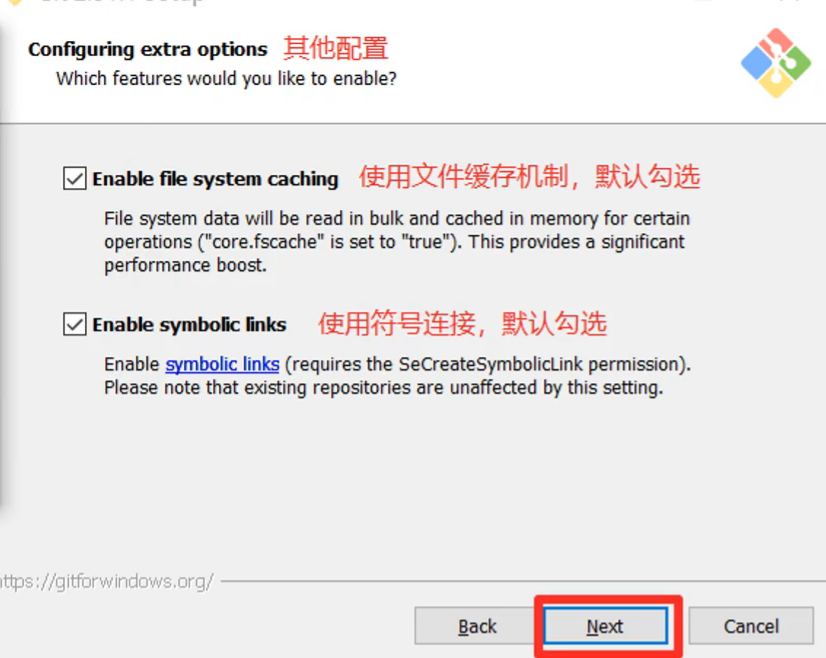 Configuring extra options 其他配置
Which features would you like to enable?
Enable file system caching 使用文件缓存机制，默认勾选
File system data will be read in bulk and cached in memory for certain
operations ("core.fscache" is set to "true"). This provides a significant
performance boost.
Enable symbolic links 使用符号连接，默认勾选
Enable symbolic links (requires the SeCreateSymbolicLink permission).
Please note that existing repositories are unaffected by this setting.
https://gitforwindows.org/
Back Next Cancel